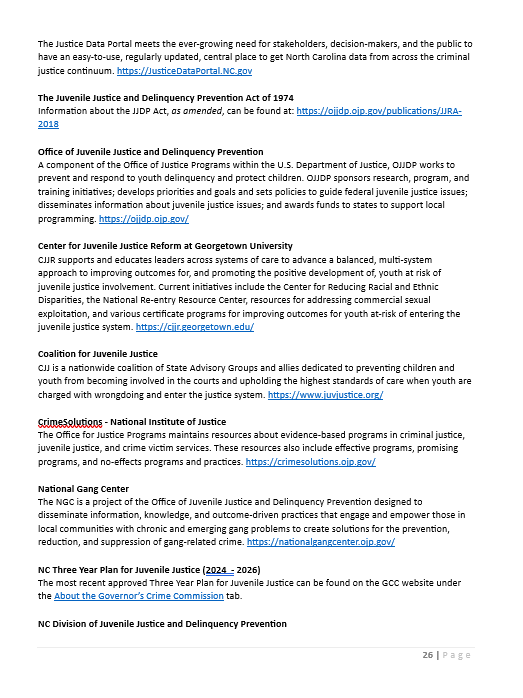 The Justice Data Portal meets the ever-growing need for stakeholders, decision-makers, and the public to
have an easy-to-use, regularly updated, central place to get North Carolina data from across the criminal
justice continuum. https://JusticeDataPortal.NC.gov
The Juvenile Justice and Delinquency Prevention Act of 1974
Information about the JJDP Act, as amended, can be found at: https://ojjdp.ojp.gov/publications/JJRA-
2018
Office of Juvenile Justice and Delinquency Prevention
A component of the Office of Justice Programs within the U.S. Department of Justice, OJJDP works to
prevent and respond to youth delinquency and protect children. OJJDP sponsors research, program, and
training initiatives; develops priorities and goals and sets policies to guide federal juvenile justice issues;
disseminates information about juvenile justice issues; and awards funds to states to support local
programming. https://ojjdp.ojp.gov/
Center for Juvenile Justice Reform at Georgetown University
CJJR supports and educates leaders across systems of care to advance a balanced, multi-system
approach to improving outcomes for, and promoting the positive development of, youth at risk of
juvenile justice involvement. Current initiatives include the Center for Reducing Racial and Ethnic
Disparities, the National Re-entry Resource Center, resources for addressing commercial sexual
exploitation, and various certificate programs for improving outcomes for youth at-risk of entering the
juvenile justice system. https://cjjr.georgetown.edu/
Coalition for Juvenile Justice
CJJ is a nationwide coalition of State Advisory Groups and allies dedicated to preventing children and
youth from becoming involved in the courts and upholding the highest standards of care when youth are
charged with wrongdoing and enter the justice system. https://www.juvjustice.org/
CrimeSolutions - National Institute of Justice
The Office for Justice Programs maintains resources about evidence-based programs in criminal justice,
juvenile justice, and crime victim services. These resources also include effective programs, promising
programs, and no-effects programs and practices. https://crimesolutions.ojp.gov/
National Gang Center
The NGC is a project of the Office of Juvenile Justice and Delinquency Prevention designed to
disseminate information, knowledge, and outcome-driven practices that engage and empower those in
local communities with chronic and emerging gang problems to create solutions for the prevention,
reduction, and suppression of gang-related crime. https://nationalgangcenter.ojp.gov/
NC Three Year Plan for Juvenile Justice (2024 - 2026)
The most recent approved Three Year Plan for Juvenile Justice can be found on the GCC website under
the About the Governor's Crime Commission tab.
NC Division of Juvenile Justice and Delinquency Prevention
26 | Page